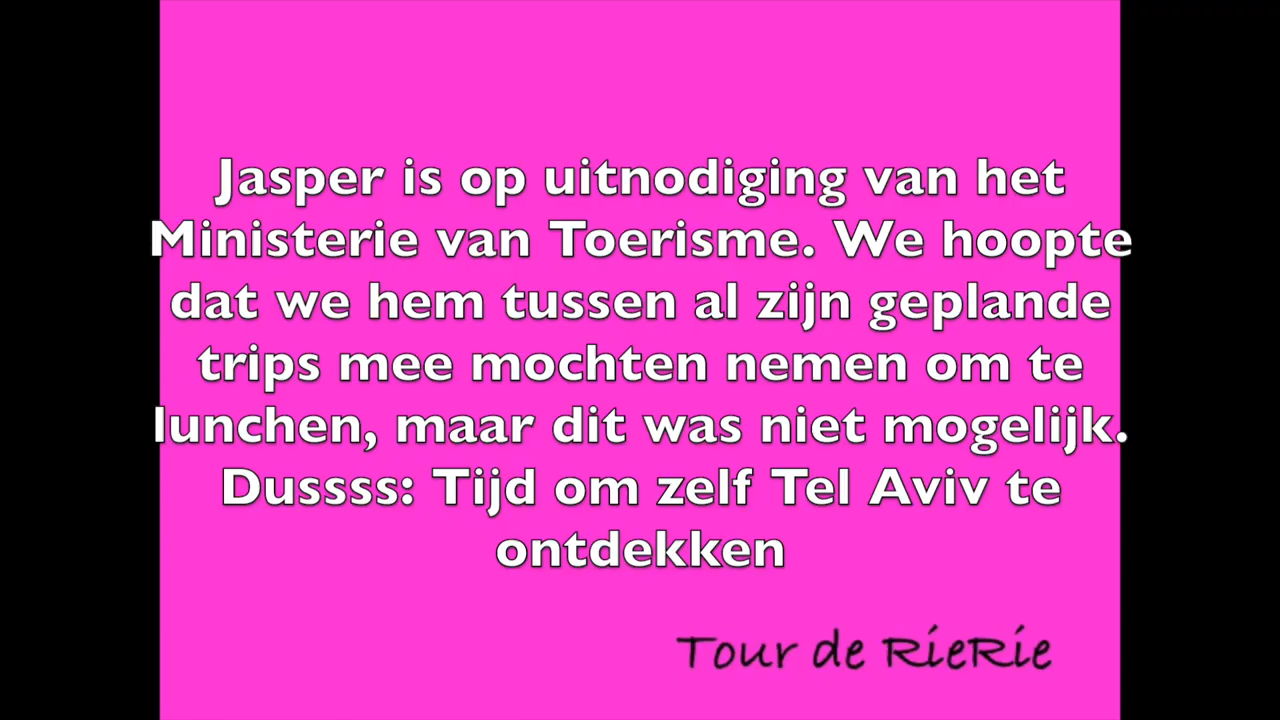 Jasper is op uitnodiging van het
Ministerie van Toerisme. We hoopte
dat we hem tussen al zijn geplande
trips mee mochten nemen om te
lunchen, maar dit was niet mogelijk.
Dussss: Tijd om zelf Tel Aviv te
ontdekken
Tour de RieRie